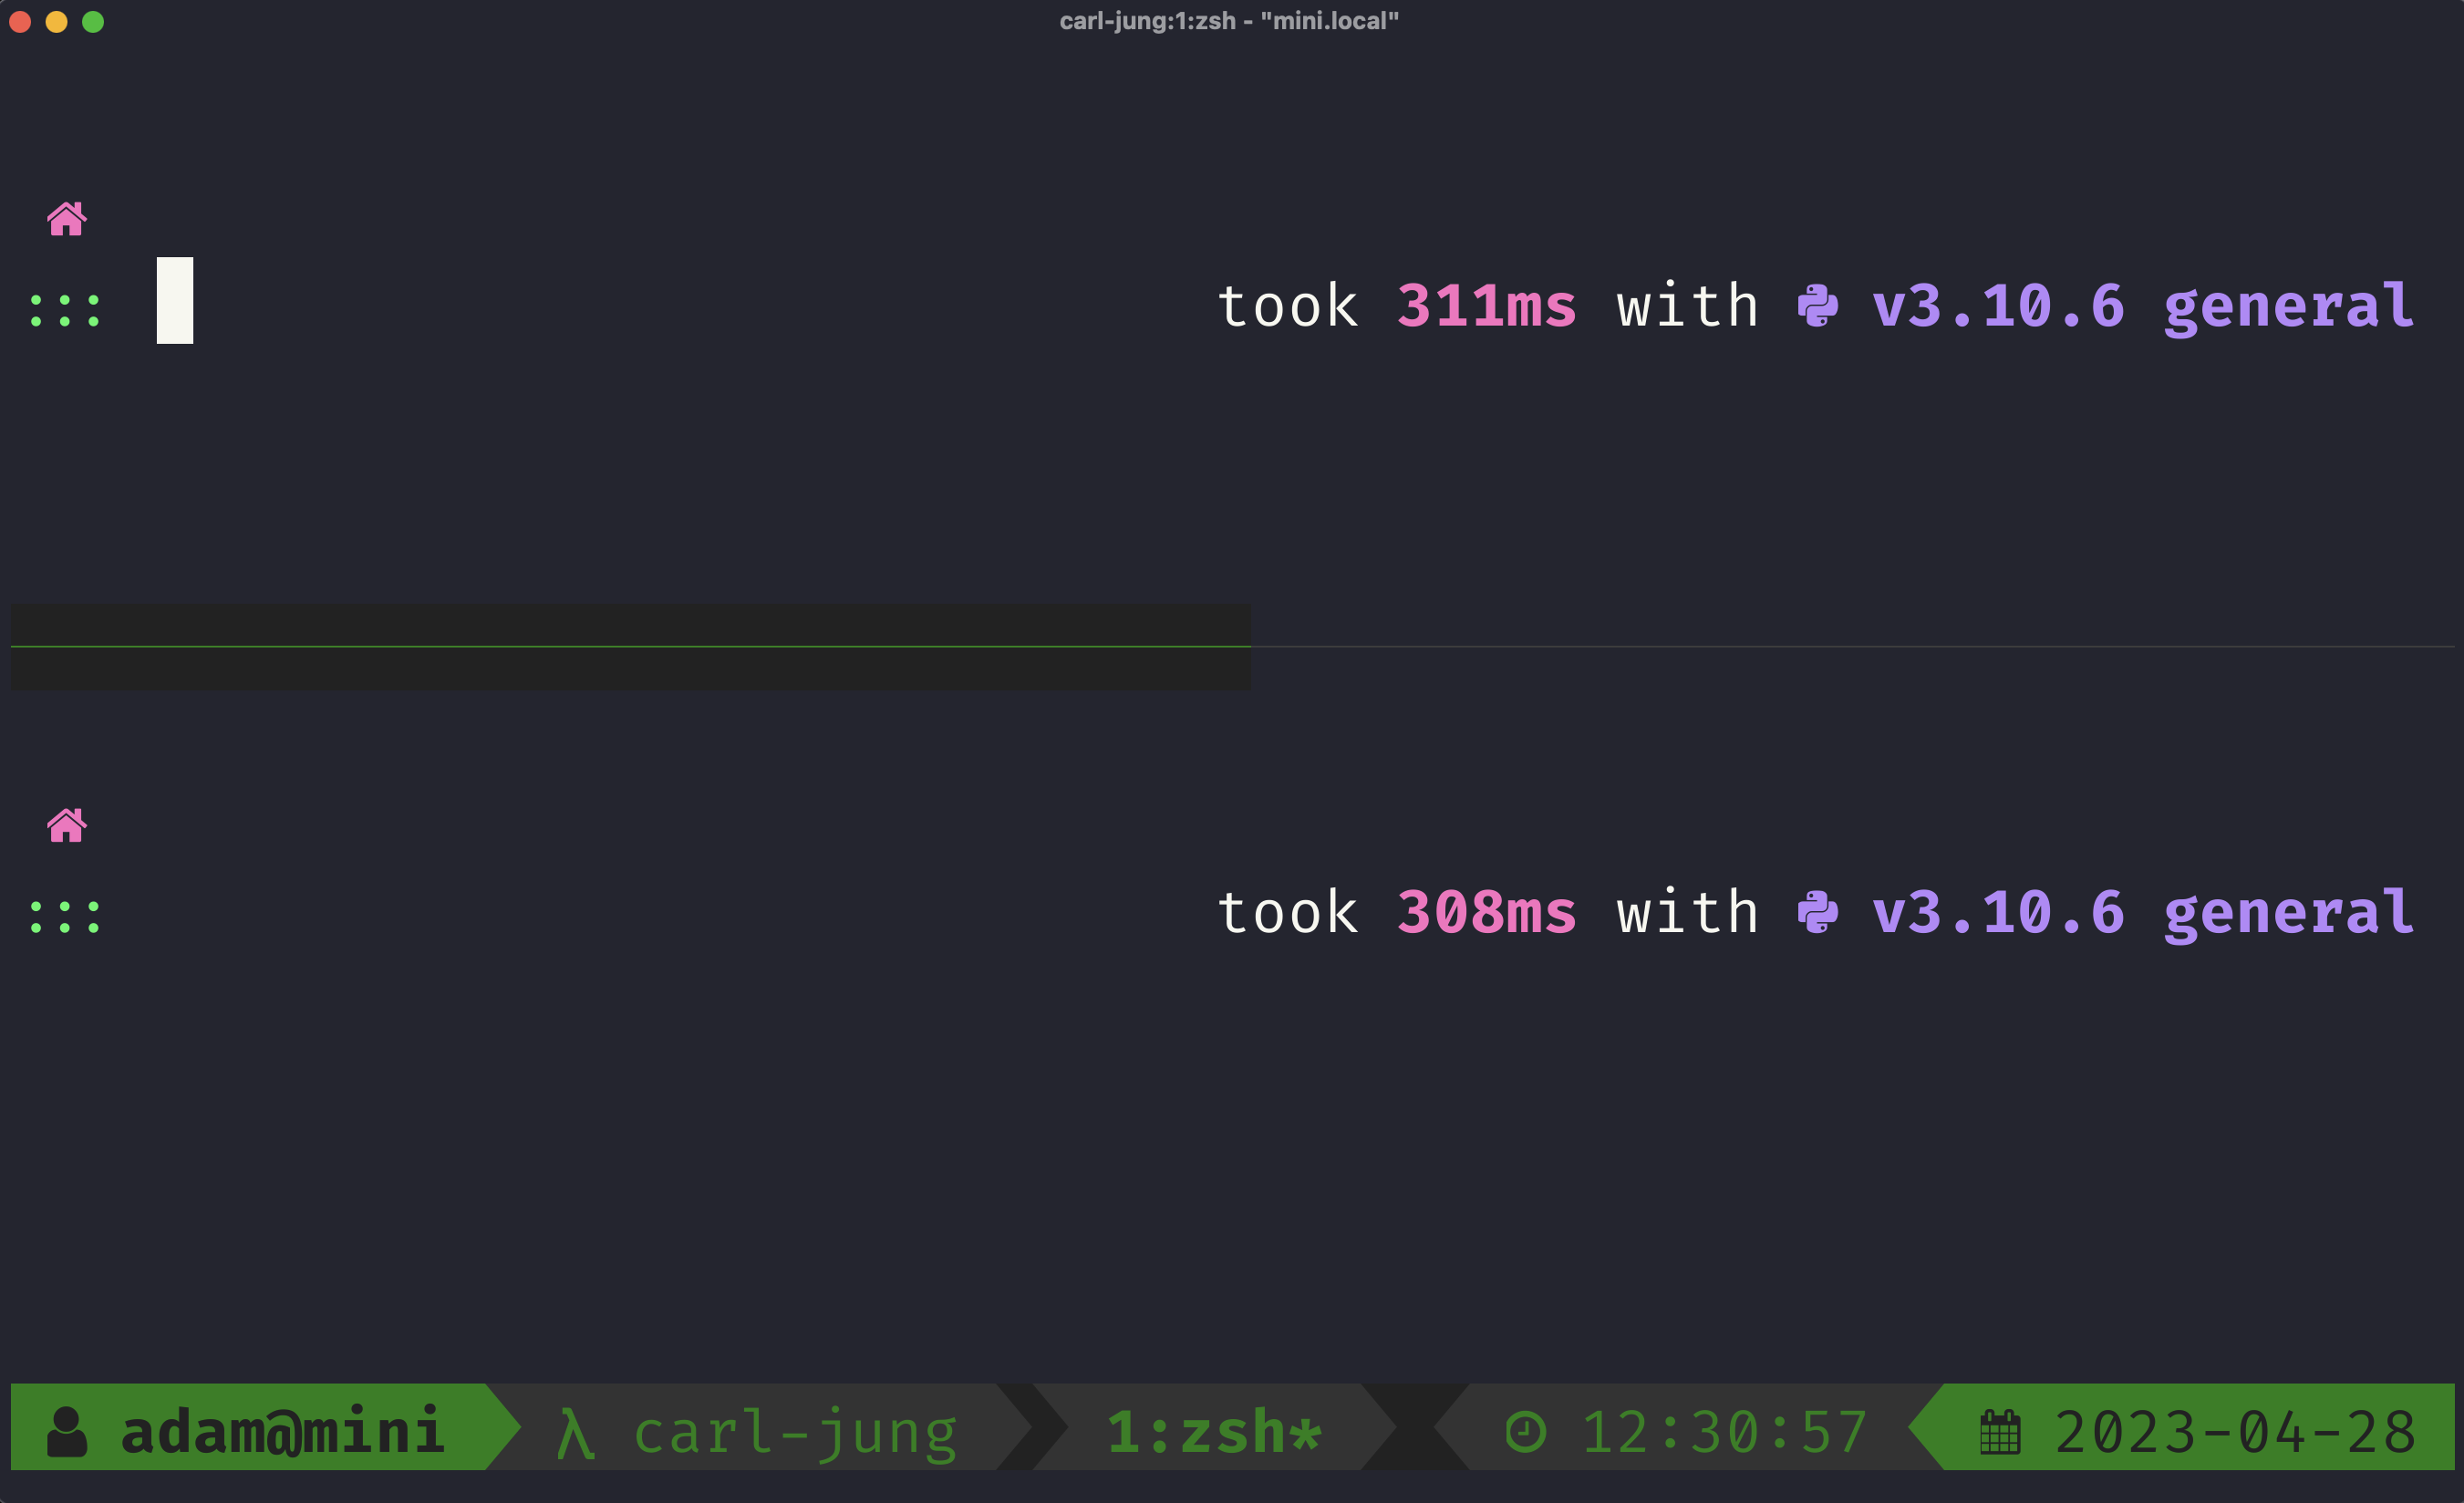 carl-jung:1:zsh - "mini.local"
took 311ms with v3.10.6 general
took 308ms with v3.10.6 general
adam@mini λ carl-jung 1:zsh* 12:30:57 2023-04-28